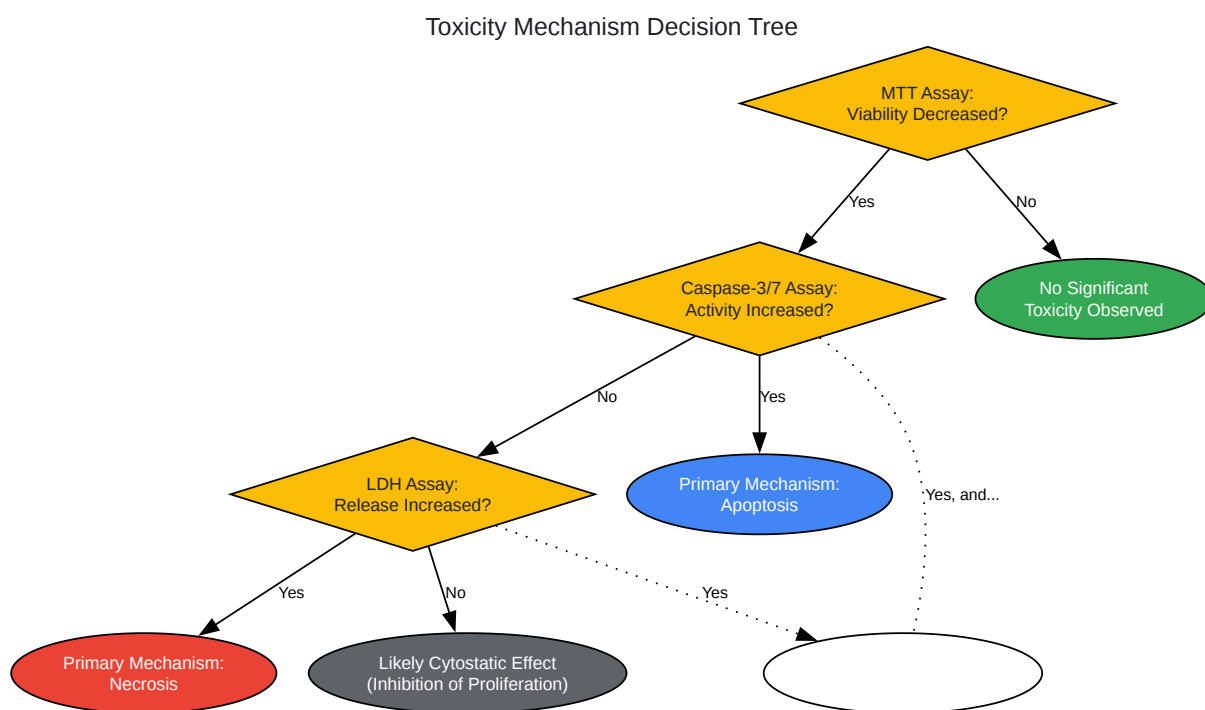 Toxicity Mechanism Decision Tree
MTT Assay:
Viability Decreased?
Yes
No
Caspase-3/7 Assay:
Activity Increased?
No Significant
Toxicity Observed
No
Yes
LDH Assay:
Release Increased?
Primary Mechanism:
Apoptosis
Yes, and...
Yes
No
Yes
Primary Mechanism:
Necrosis
Likely Cytostatic Effect
(Inhibition of Proliferation)